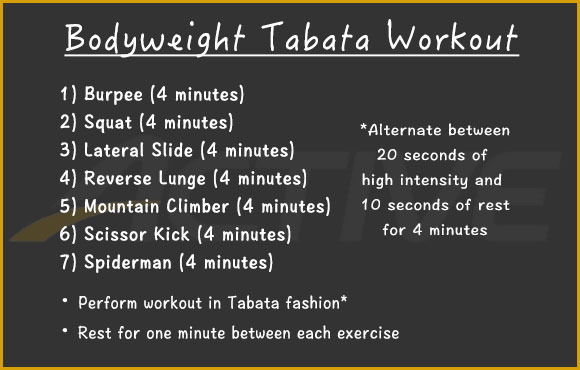 Bodyweight Tabata Workout
1) Burpee (4 minutes)
2) Squat (4 minutes)
3) Lateral Slide (4 minutes)
4) Reverse Lunge (4 minutes)
5) Mountain Climber (4 minutes)
6) Scissor Kick (4 minutes)
7) Spiderman (4 minutes)
*Alternate between
20 seconds of
high intensity and
10 seconds of rest
for 4 minutes
• Perform workout in Tabata fashion*
• Rest for one minute between each exercise
ACTIVE